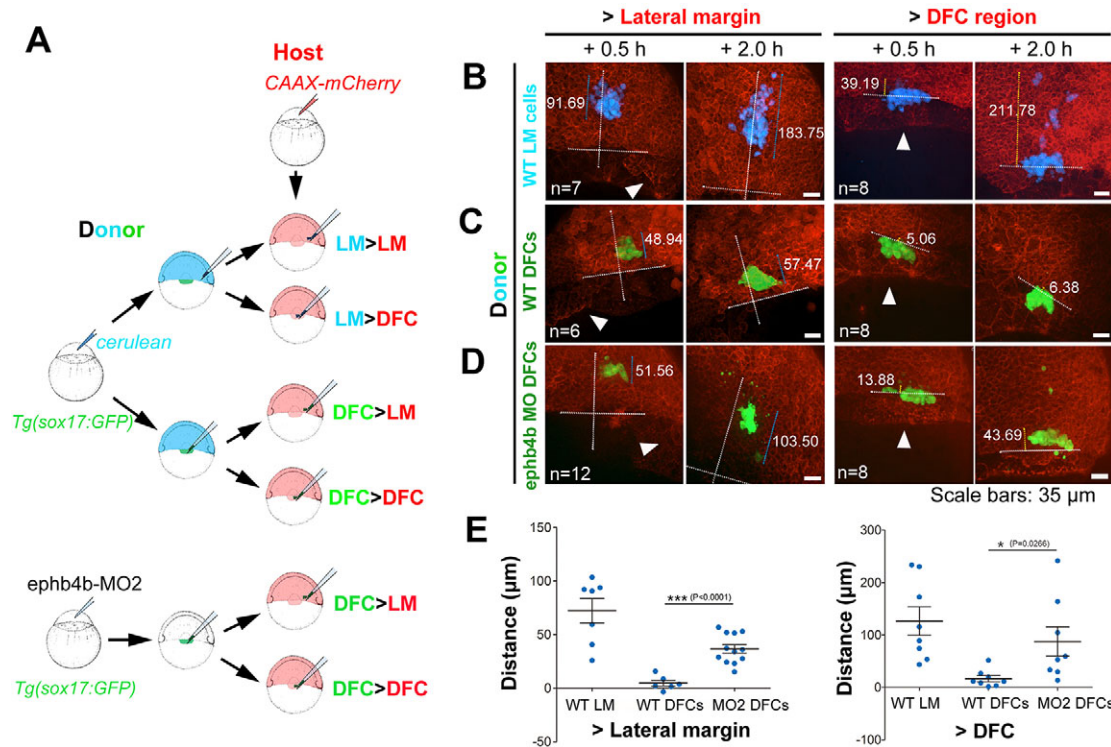 A
Host
CAAX-mCherry
Donor
LM>LM
LM>DFC
cerulean
Tg(sox17:GFP)
DFC>LM
DFC>DFC
ephb4b-MO2
Tg(sox17:GFP)
DFC>LM
DFC>DFC
> Lateral margin
> DFC region
+ 0.5 h
+ 2.0 h
+ 0.5 h
+ 2.0 h
Donor
B
WT LM cells
91.69
n=7
183.75
39.19
n=8
211.78
C
WT DFCs
48.94
n=6
57.47
5.06
n=8
6.38
D
ephb4b MO DFCs
51.56
n=12
103.50
13.88
n=8
43.69
Scale bars: 35 µm
E
Distance (µm)
150
100
50
0
-50
*** (P<0.0001)
WT LM
WT DFCs
MO2 DFCs
> Lateral margin
Distance (µm)
300
200
100
0
-100
* (P=0.0266)
WT LM
WT DFCs
MO2 DFCs
> DFC